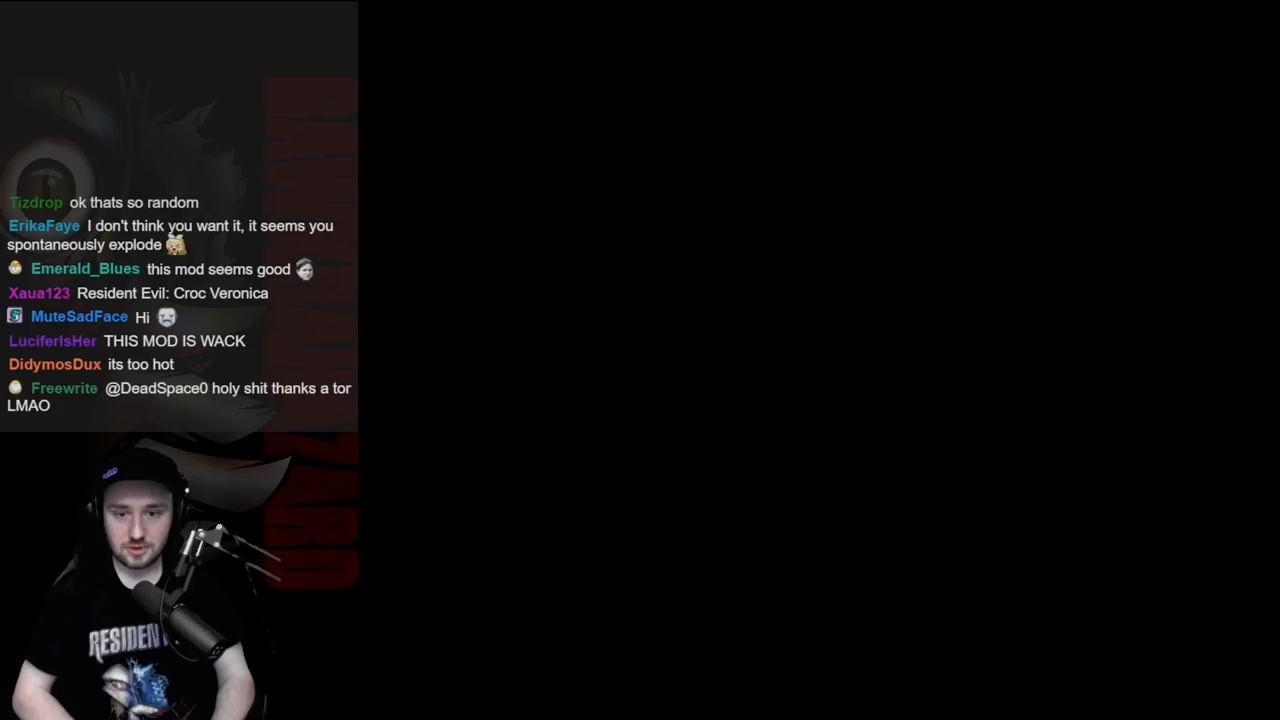 Tizdrop ok thats so random
ErikaFaye I don't think you want it, it seems you
spontaneously explode
Emerald_Blues this mod seems good
Xaua123 Resident Evil: Croc Veronica
MuteSadFace Hi
LuciferIsHer THIS MOD IS WACK
DidymosDux its too hot
Freewrite @DeadSpace0 holy shit thanks a tor
LMAO
RESIDEN